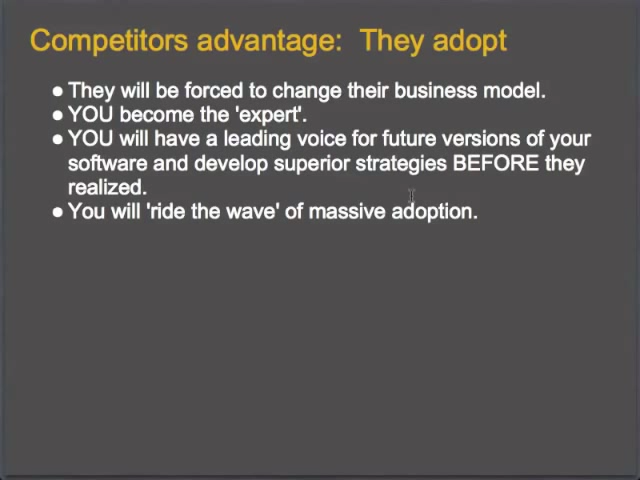 Competitors advantage:  They adopt
● They will be forced to change their business model.
● YOU become the 'expert'.
● YOU will have a leading voice for future versions of your
software and develop superior strategies BEFORE they
realized.
● You will 'ride the wave' of massive adoption.